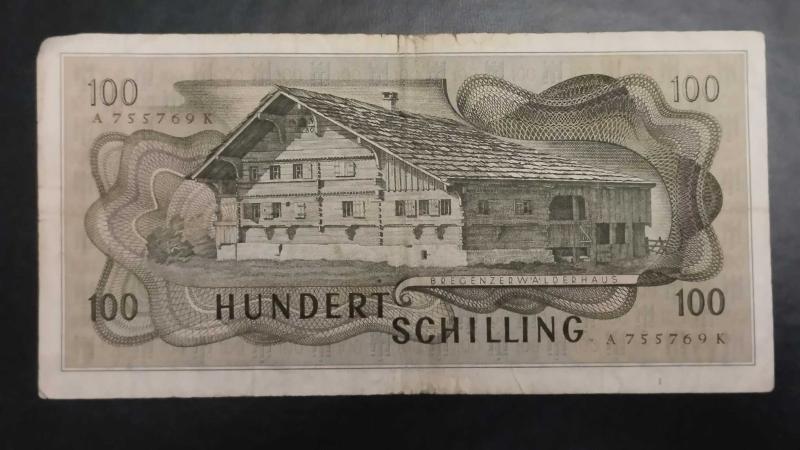 100
100
A 755769 K
BREGENZERWÄLDERHAUS
100
HUNDERT
SCHILLING
100
A 755769 K